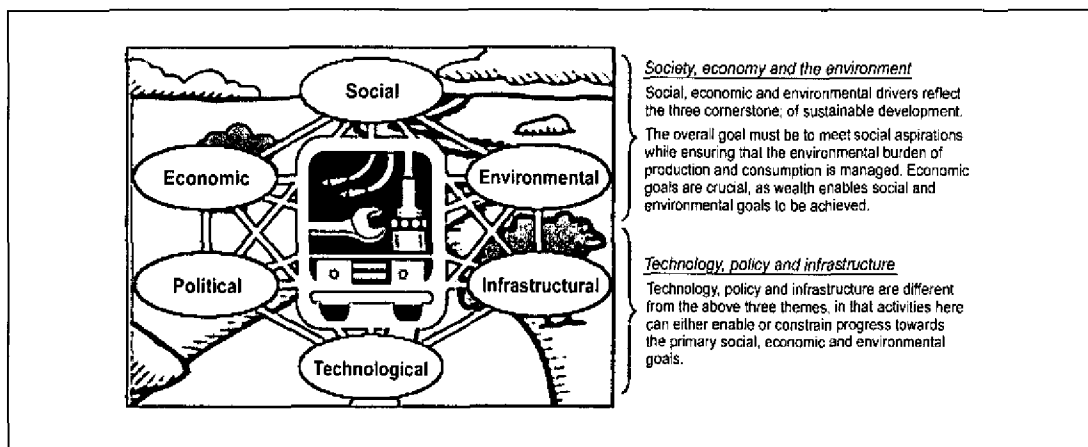 Social
Economic
Environmental
Political
Infrastructural
Technological
Society, economy and the environment
Social, economic and environmental drivers reflect
the three cornerstone; of sustainable development.
The overall goal must be to meet social aspirations
while ensuring that the environmental burden of
production and consumption is managed. Economic
goals are crucial, as wealth enables social and
environmental goals to be achieved.
Technology, policy and infrastructure
Technology, policy and infrastructure are different
from the above three themes, in that activities here
can either enable or constrain progress towards
the primary social, economic and environmental
goals.